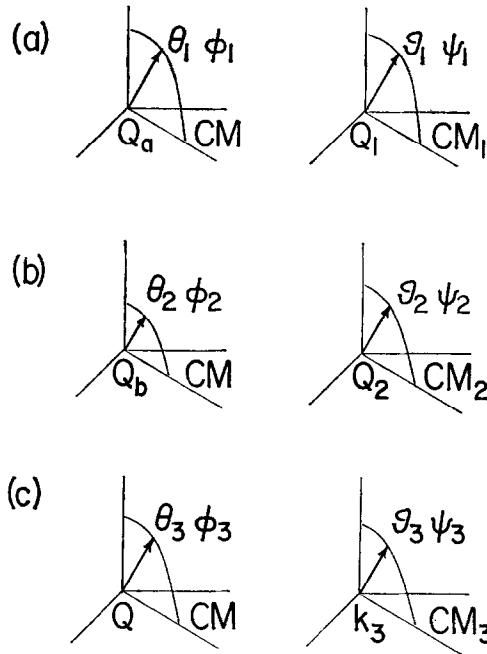 (a)
θ₁ ϕ₁
ϑ₁ ψ₁
Qₐ CM
Q₁ CM₁
(b)
θ₂ ϕ₂
ϑ₂ ψ₂
Q_b CM
Q₂ CM₂
(c)
θ₃ ϕ₃
ϑ₃ ψ₃
Q CM
k₃ CM₃